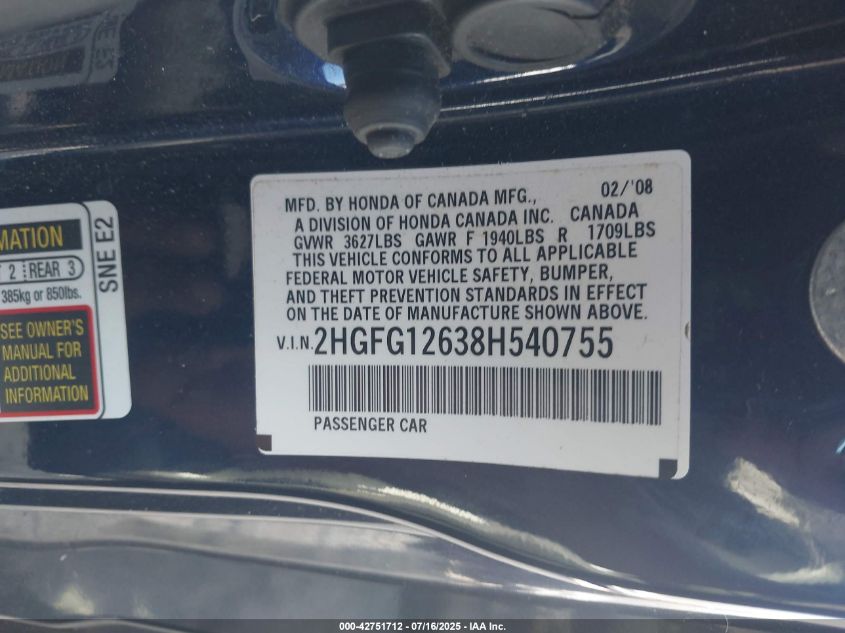 MFD. BY HONDA OF CANADA MFG., 02/'08
A DIVISION OF HONDA CANADA INC. CANADA
GVWR 3627LBS GAWR F 1940LBS R 1709LBS
THIS VEHICLE CONFORMS TO ALL APPLICABLE
FEDERAL MOTOR VEHICLE SAFETY, BUMPER,
AND THEFT PREVENTION STANDARDS IN EFFECT
ON THE DATE OF MANUFACTURE SHOWN ABOVE.
V.I.N. 2HGFG12638H540755
PASSENGER CAR
MATION
2 REAR 3
385kg or 850lbs.
SEE OWNER'S
MANUAL FOR
ADDITIONAL
INFORMATION
SNE E2
000-42751712 - 07/16/2025 - IAA Inc.